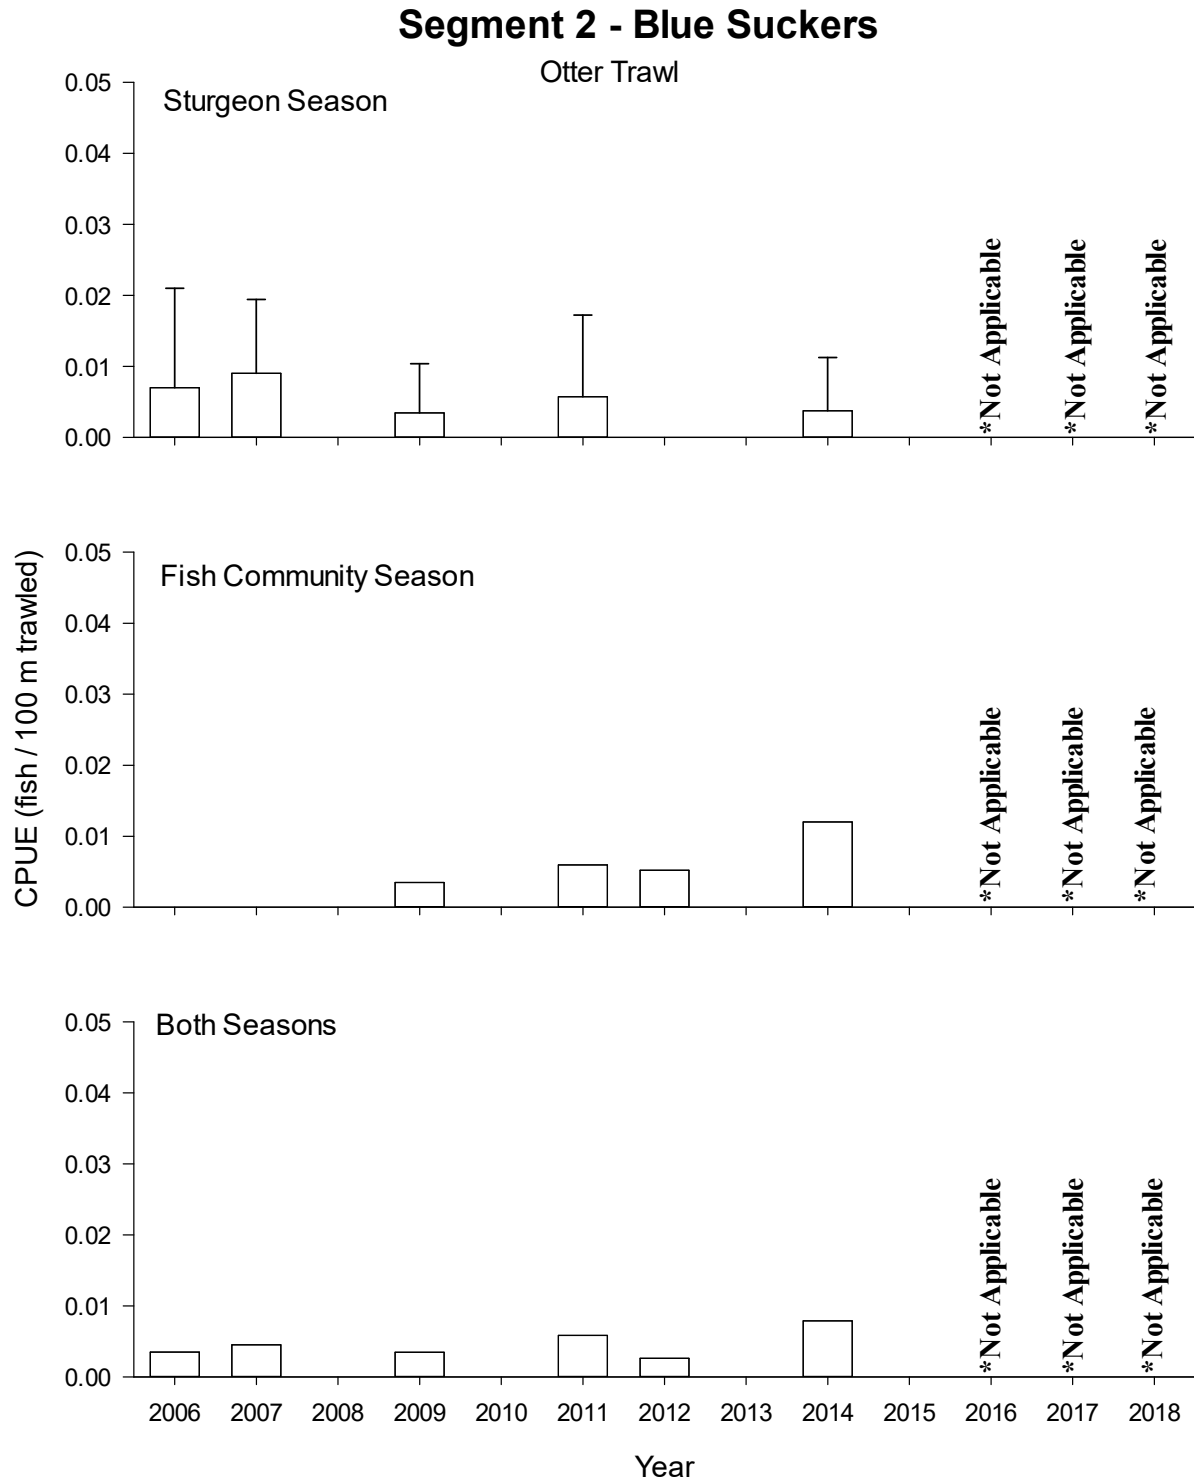 Segment 2 - Blue Suckers
Otter Trawl
Sturgeon Season
0.05
0.04
0.03
0.02
0.01
0.00
*Not Applicable
*Not Applicable
*Not Applicable
CPUE (fish / 100 m trawled)
Fish Community Season
0.05
0.04
0.03
0.02
0.01
0.00
*Not Applicable
*Not Applicable
*Not Applicable
Both Seasons
0.05
0.04
0.03
0.02
0.01
0.00
*Not Applicable
*Not Applicable
*Not Applicable
2006 2007 2008 2009 2010 2011 2012 2013 2014 2015 2016 2017 2018
Year